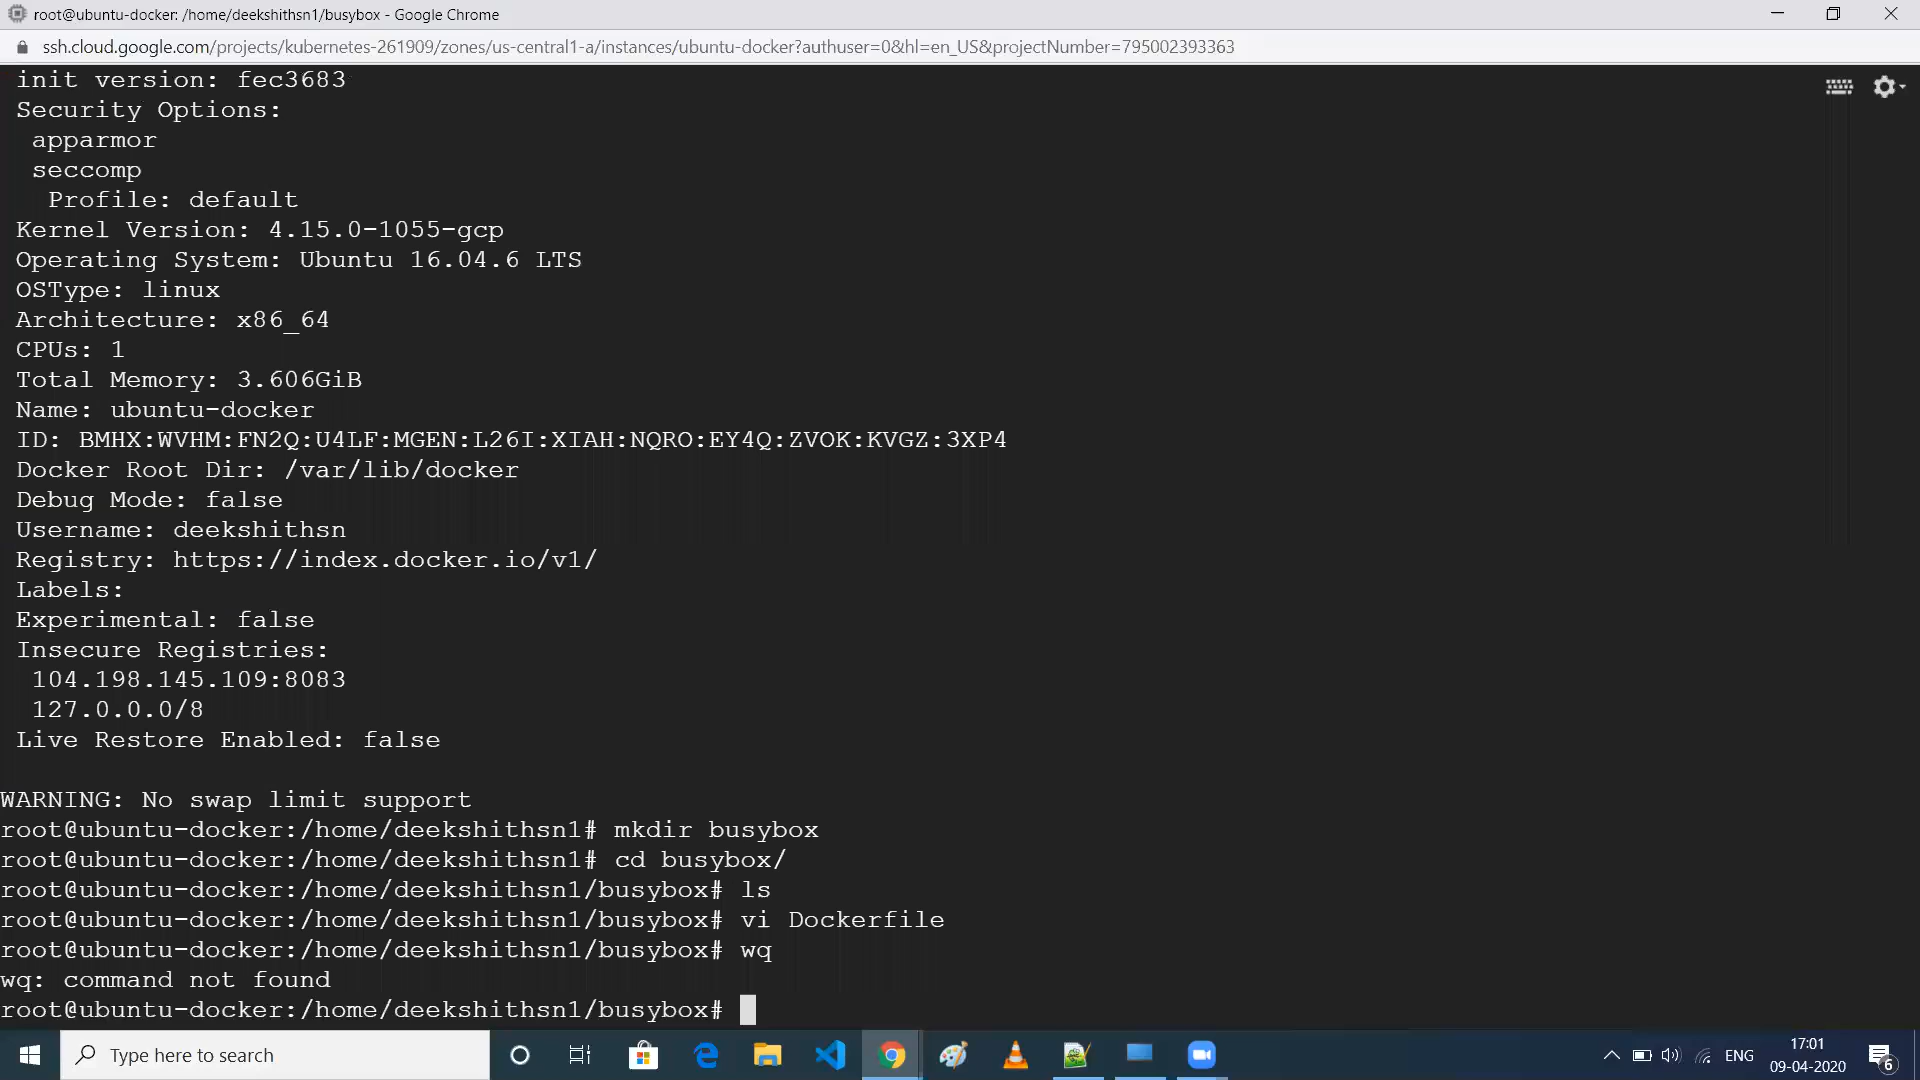 root@ubuntu-docker: /home/deekshithsn1/busybox - Google Chrome
ssh.cloud.google.com/projects/kubernetes-261909/zones/us-central1-a/instances/ubuntu-docker?authuser=0&hl=en_US&projectNumber=795002393363
init version: fec3683
Security Options:
apparmor
seccomp
Profile: default
Kernel Version: 4.15.0-1055-gcp
Operating System: Ubuntu 16.04.6 LTS
OSType: linux
Architecture: x86_64
CPUs: 1
Total Memory: 3.606GiB
Name: ubuntu-docker
ID: BMHX:WVHM:FN2Q:U4LF:MGEN:L26I:XIAH:NQRO:EY4Q:ZVOK:KVGZ:3XP4
Docker Root Dir: /var/lib/docker
Debug Mode: false
Username: deekshithsn
Registry: https://index.docker.io/v1/
Labels:
Experimental: false
Insecure Registries:
104.198.145.109:8083
127.0.0.0/8
Live Restore Enabled: false
WARNING: No swap limit support
root@ubuntu-docker:/home/deekshithsn1# mkdir busybox
root@ubuntu-docker:/home/deekshithsn1# cd busybox/
root@ubuntu-docker:/home/deekshithsn1/busybox# ls
root@ubuntu-docker:/home/deekshithsn1/busybox# vi Dockerfile
root@ubuntu-docker:/home/deekshithsn1/busybox# wq
wq: command not found
root@ubuntu-docker:/home/deekshithsn1/busybox#
Type here to search
ENG
17:01
09-04-2020
6